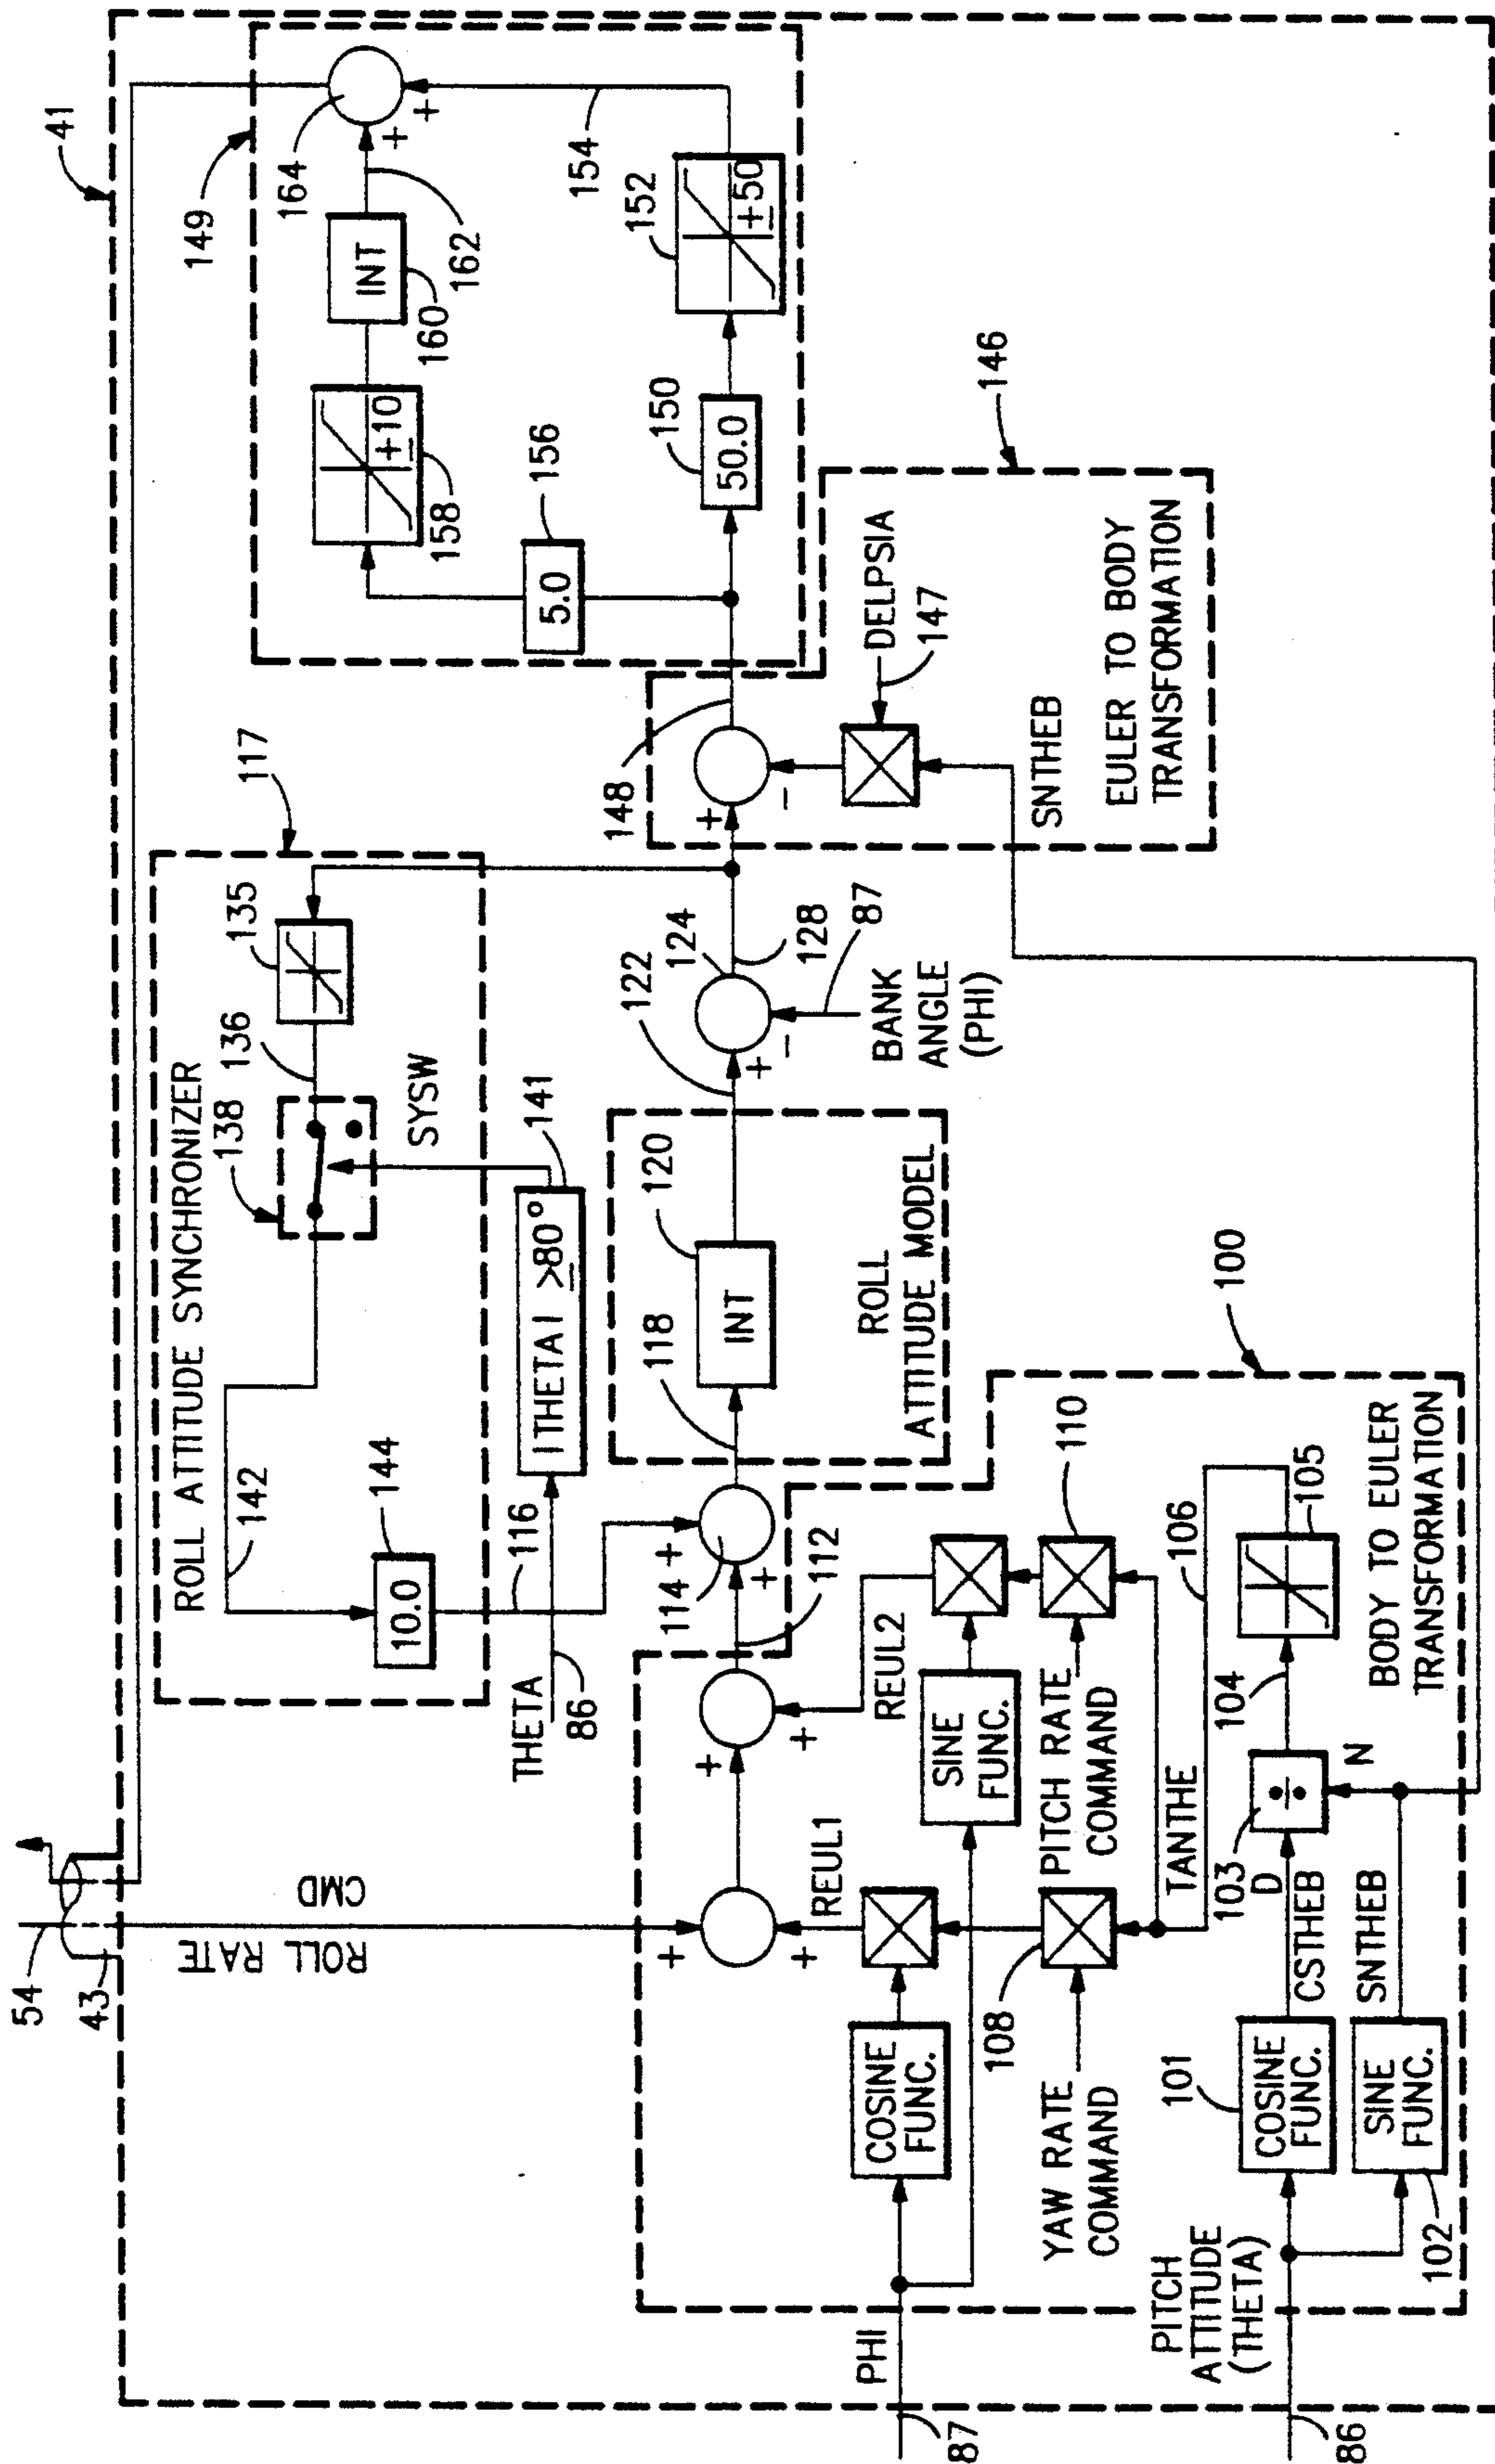 41
149
164
+
+
INT
162
160
+10
158
154
152
+50
150
50.0
156
5.0
146
148
+
-
DELPSIA
147
SNTHEB
EULER TO BODY
TRANSFORMATION
117
ROLL ATTITUDE SYNCHRONIZER
135
136
138
SYSW
142
144
10.0
141
ITHETAI >80°
116
THETA
86
122
124
128
+
-
87
BANK
ANGLE
(PHI)
120
INT
118
ROLL
ATTITUDE MODEL
114
+
+
112
100
54
43
ROLL RATE
CMD
+
+
REUL1
+
+
REUL2
COSINE
FUNC.
SINE
FUNC.
110
108
PITCH RATE
COMMAND
YAW RATE
COMMAND
TANTHE
106
105
104
103
D
N
CSTHEB
SNTHEB
101
COSINE
FUNC.
SINE
FUNC.
102
BODY TO EULER
TRANSFORMATION
PHI
87
PITCH
ATTITUDE
(THETA)
86